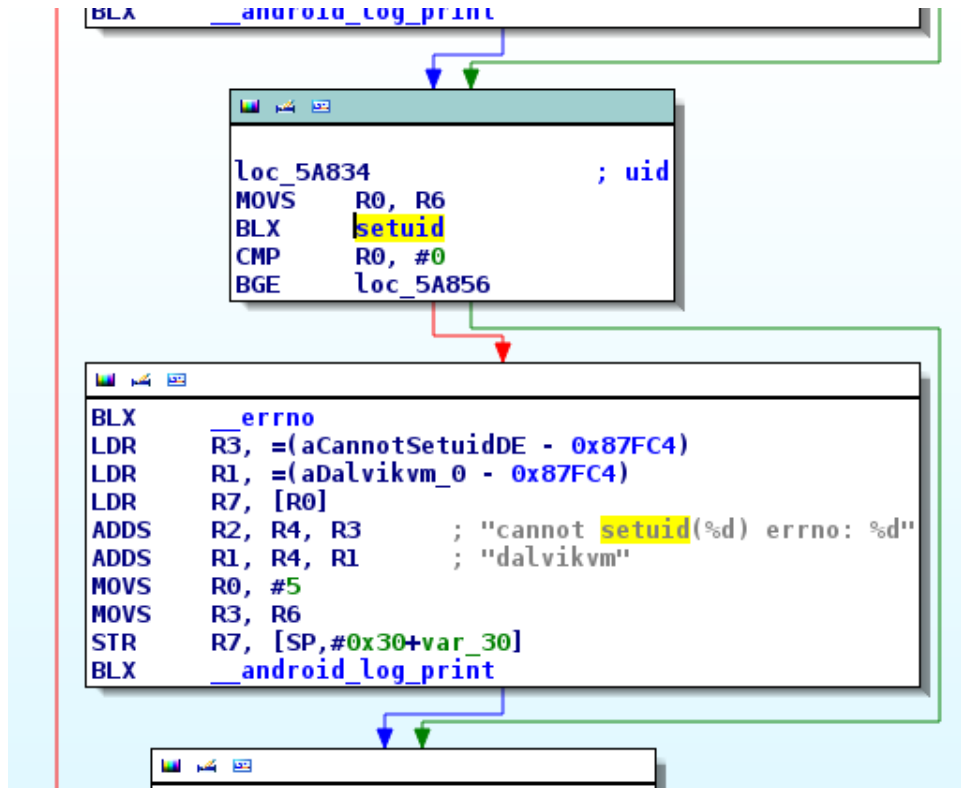 BLX __android_log_print
loc_5A834 ; uid
MOVS R0, R6
BLX setuid
CMP R0, #0
BGE loc_5A856
BLX __errno
LDR R3, =(aCannotSetuidDE - 0x87FC4)
LDR R1, =(aDalvikvm_0 - 0x87FC4)
LDR R7, [R0]
ADDS R2, R4, R3 ; "cannot setuid(%d) errno: %d"
ADDS R1, R4, R1 ; "dalvikvm"
MOVS R0, #5
MOVS R3, R6
STR R7, [SP,#0x30+var_30]
BLX __android_log_print